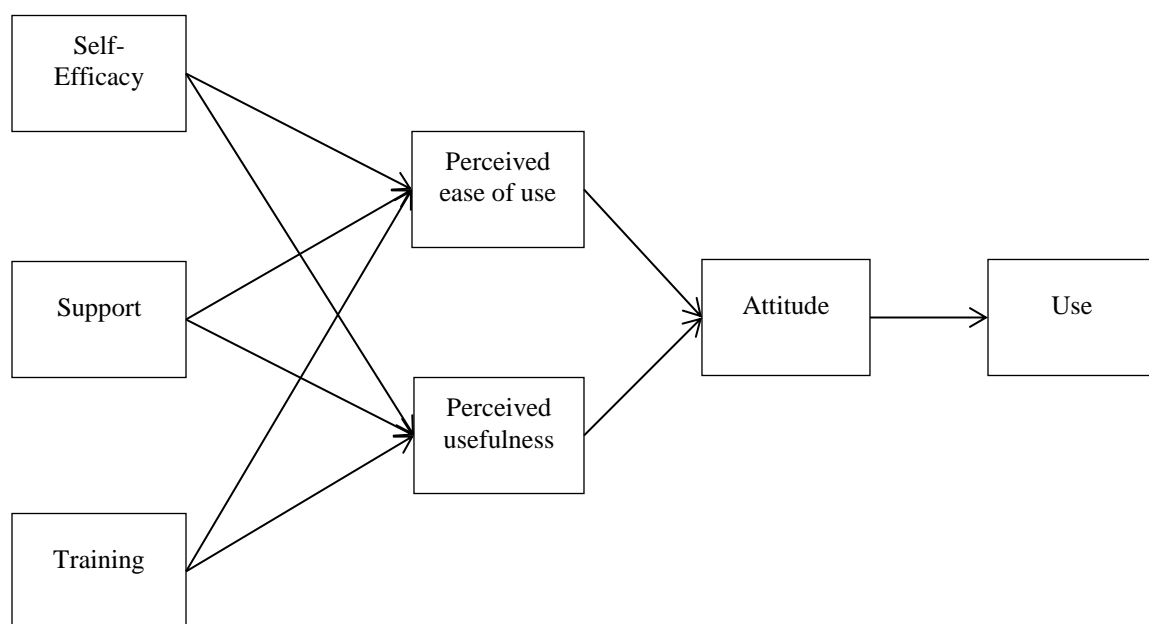 Self-
Efficacy
Perceived
ease of use
Support
Attitude
Use
Perceived
usefulness
Training